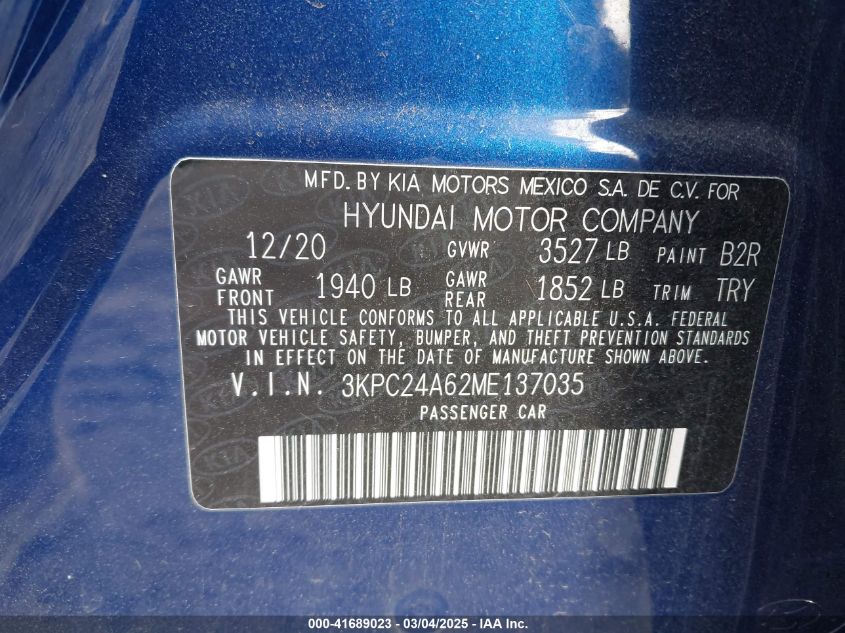 MFD. BY KIA MOTORS MEXICO S.A. DE C.V. FOR
HYUNDAI MOTOR COMPANY
12/20 GVWR 3527 LB PAINT B2R
GAWR FRONT 1940 LB GAWR REAR 1852 LB TRIM TRY
THIS VEHICLE CONFORMS TO ALL APPLICABLE U.S.A. FEDERAL
MOTOR VEHICLE SAFETY, BUMPER, AND THEFT PREVENTION STANDARDS
IN EFFECT ON THE DATE OF MANUFACTURE SHOWN ABOVE.
V.I.N. 3KPC24A62ME137035
PASSENGER CAR
000-41689023 - 03/04/2025 - IAAI.com